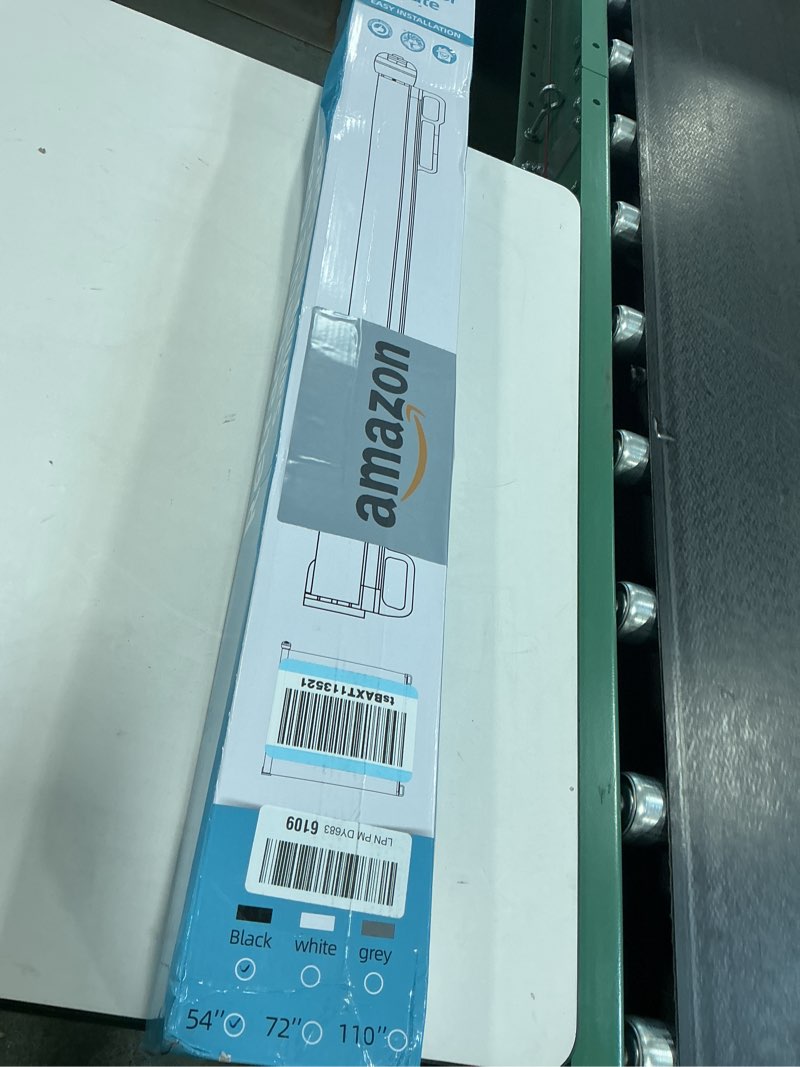 EASY INSTALLATION
amazon
tsBAXT113521
LPN PM DY683 6109
Black white grey
54" 72" 110"